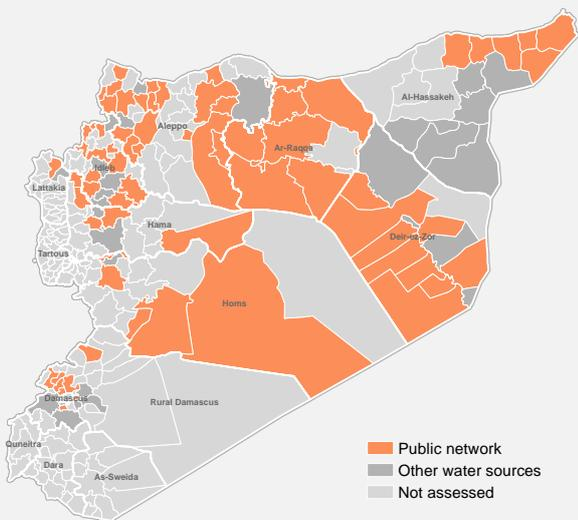 Al-Hassakeh
Aleppo
Ar-Raqqa
Idleb
Lattakia
Hama
Deir-ez-Zor
Tartous
Homs
Damascus
Rural Damascus
Quneitra
Dara
As-Sweida
Public network
Other water sources
Not assessed